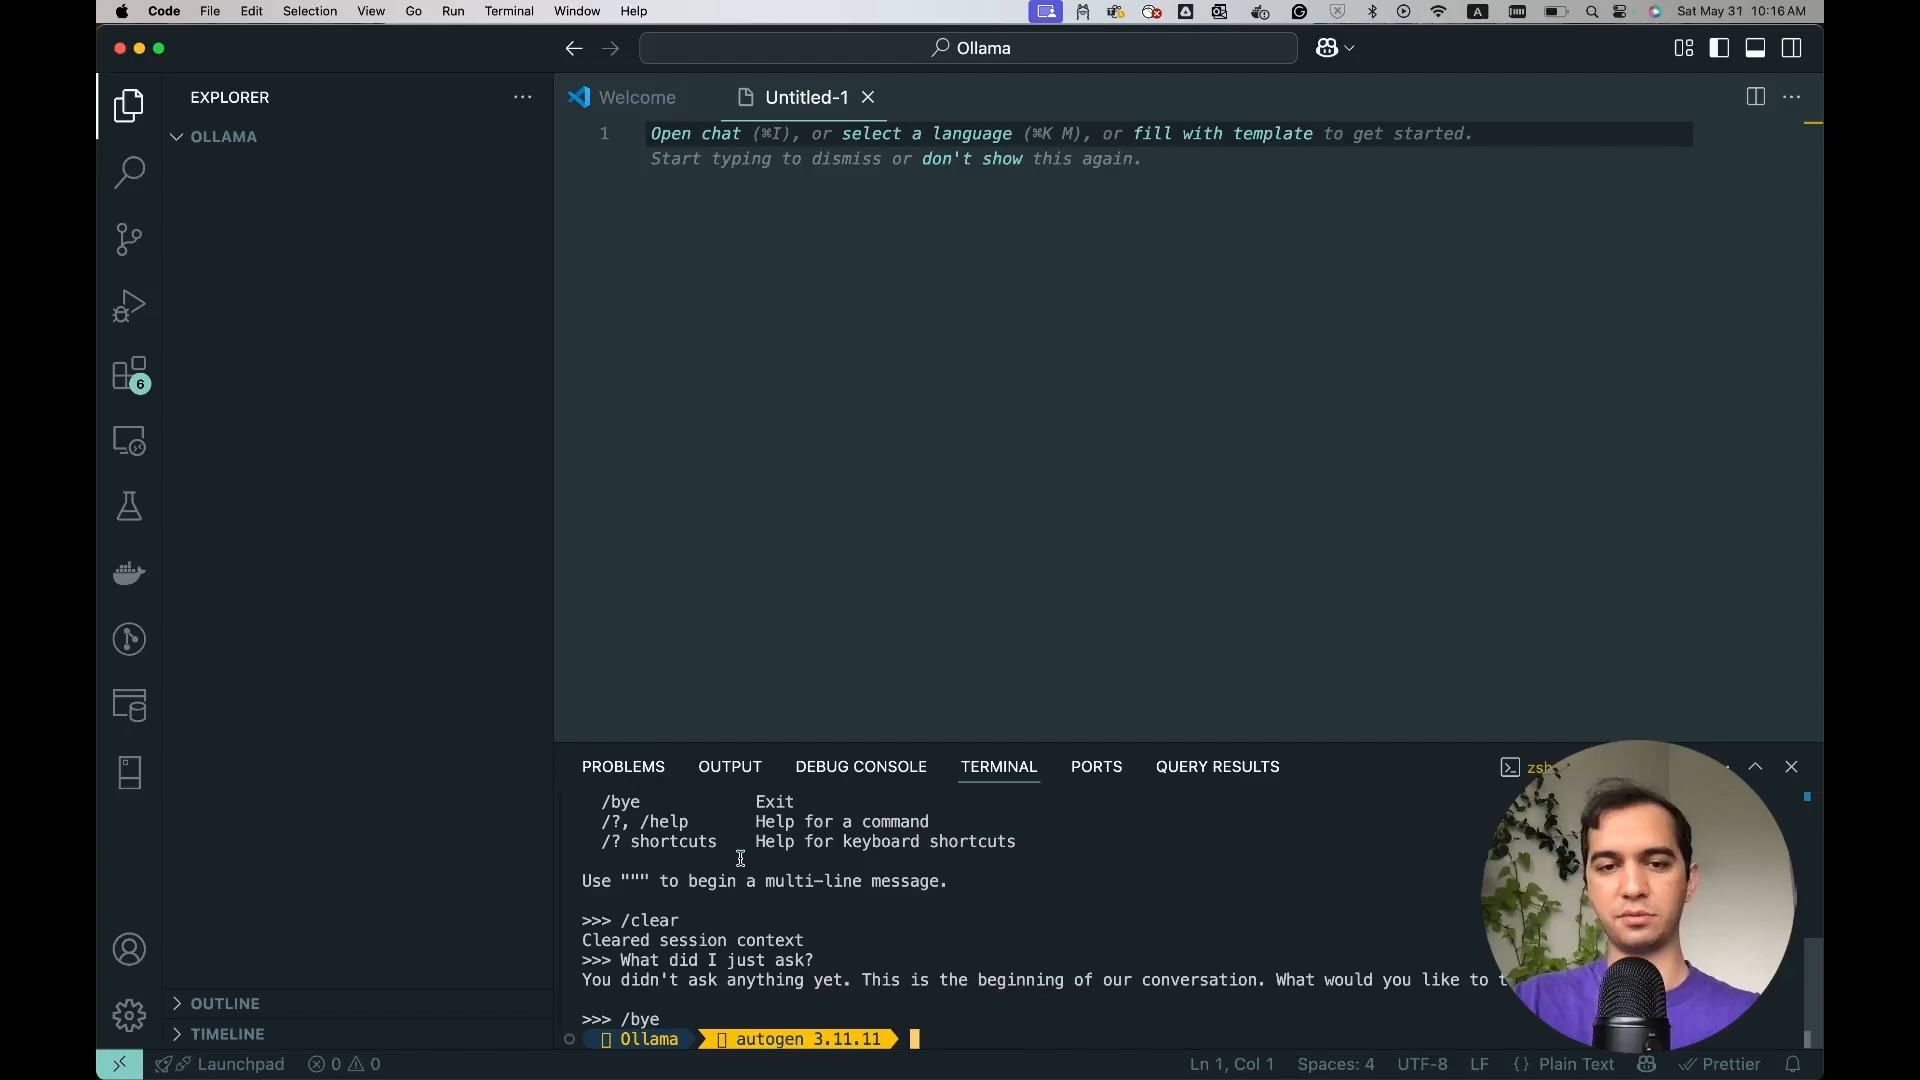 Code File Edit Selection View Go Run Terminal Window Help
A Sat May 31 10:16 AM
Ollama
EXPLORER
OLLAMA
Welcome Untitled-1
1 Open chat (⌘I), or select a language (⌘K M), or fill with template to get started.
Start typing to dismiss or don't show this again.
6
OUTLINE
TIMELINE
PROBLEMS OUTPUT DEBUG CONSOLE TERMINAL PORTS QUERY RESULTS
zsh
/bye Exit
/?, /help Help for a command
/? shortcuts Help for keyboard shortcuts
Use """ to begin a multi-line message.
>>> /clear
Cleared session context
>>> What did I just ask?
You didn't ask anything yet. This is the beginning of our conversation. What would you like to
>>> /bye
Ollama autogen 3.11.11
Launchpad 0 0 Ln 1, Col 1 Spaces: 4 UTF-8 LF {} Plain Text Prettier